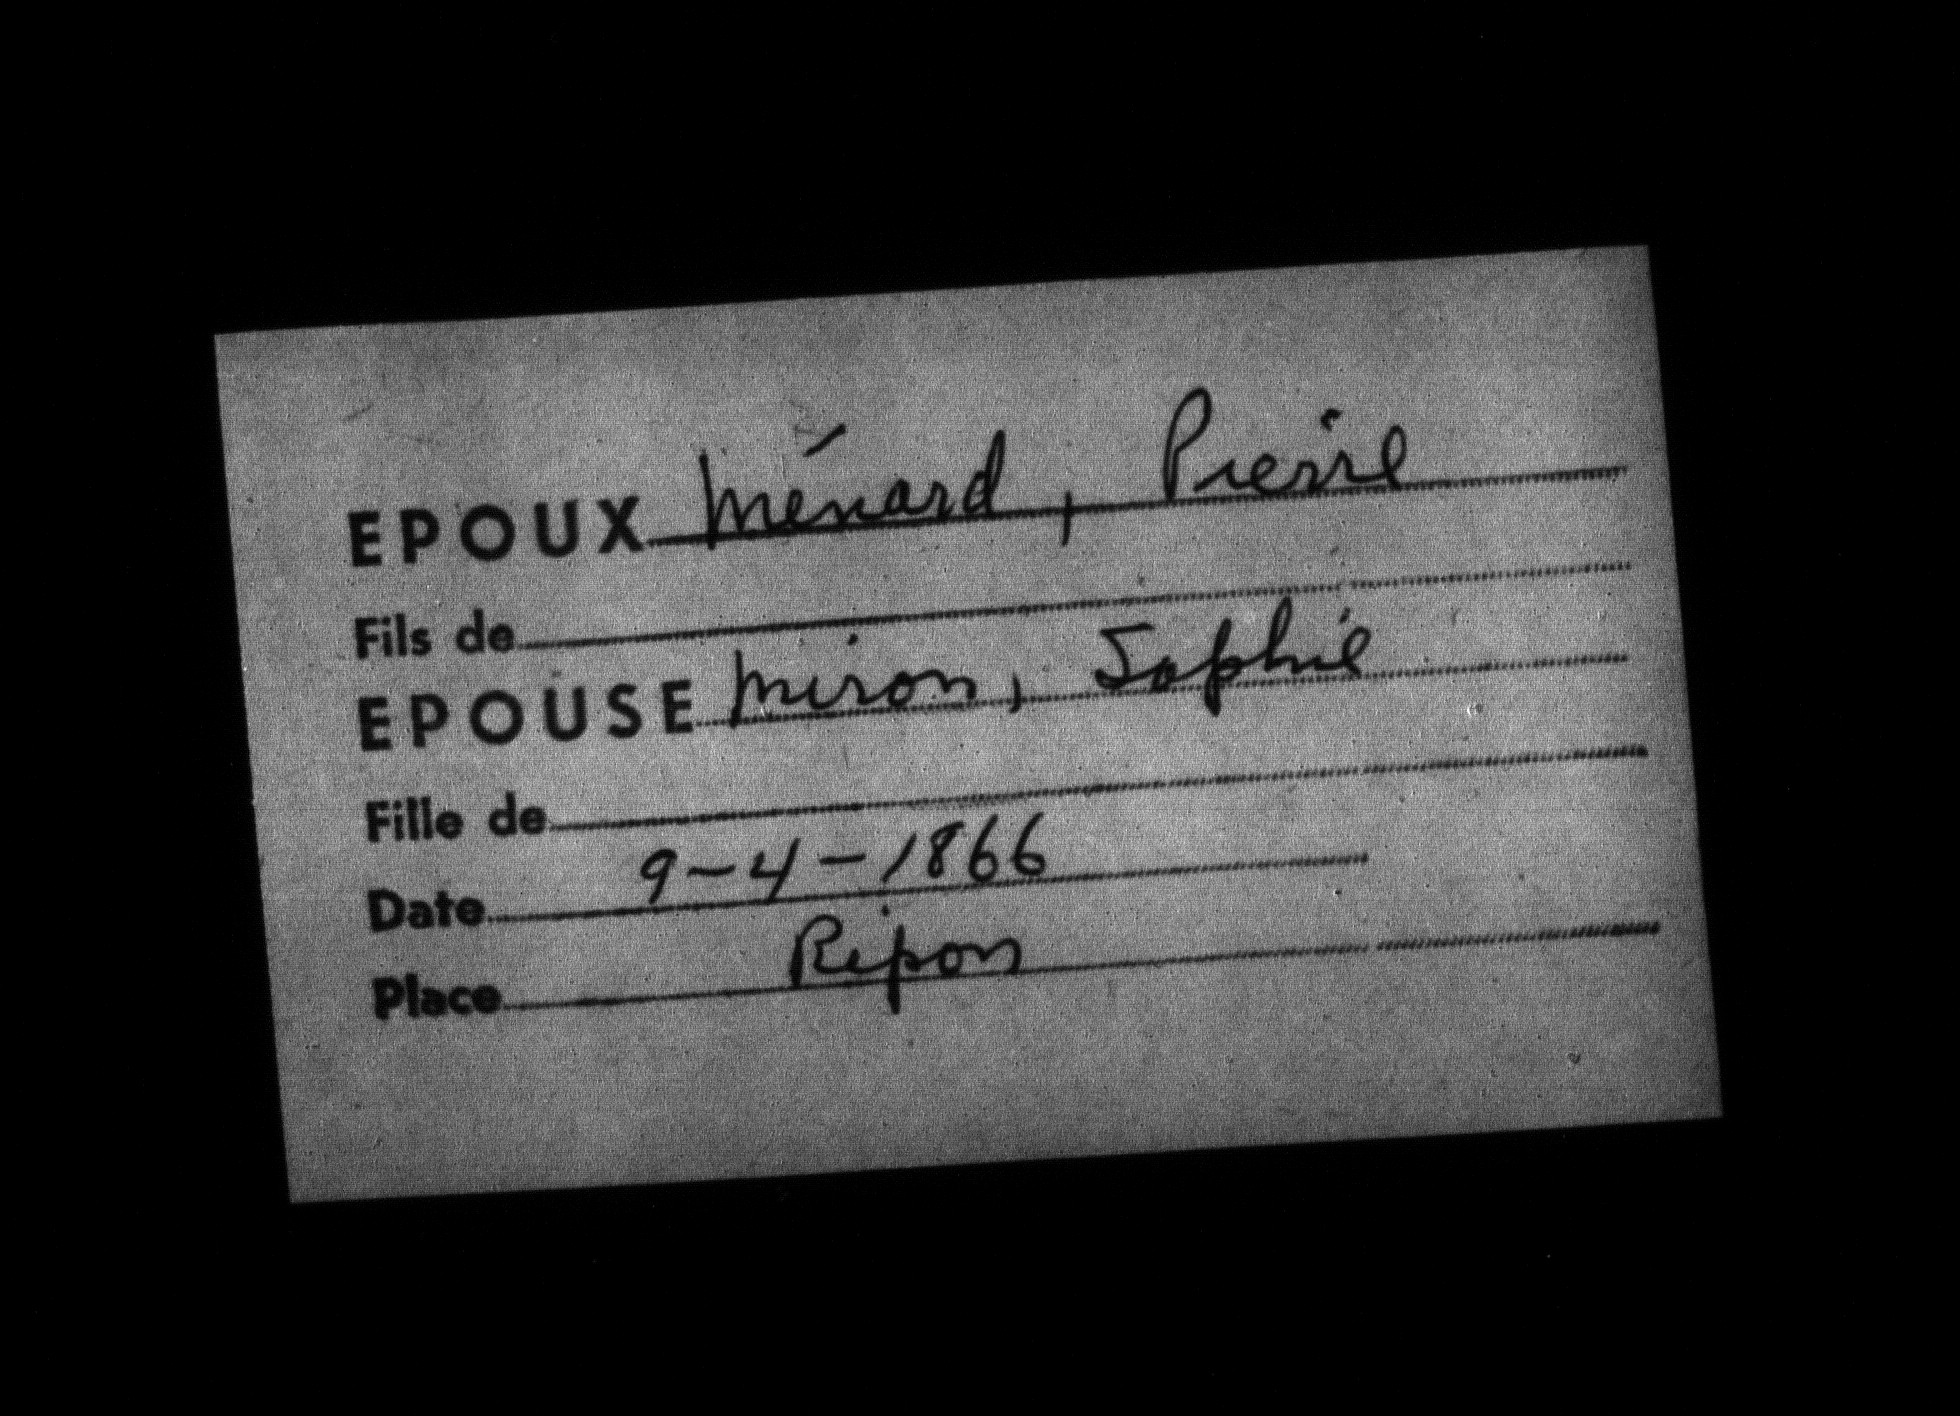 EPOUX Ménard, Pierre
Fils de
EPOUSE Miron, Sophie
Fille de
Date 9-4-1866
Place Ripon